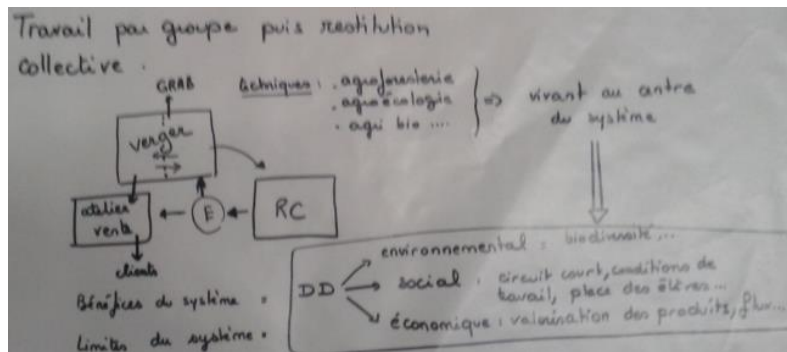 Travail par groupe puis restitution
collective.
GRAB
techniques : . agroforesterie
. agroécologie
. agri bio ....
=> vivant au centre
du système
verger
atelier
vente
E
RC
clients
Bénéfices du système :
Limites du système :
DD
environnemental : biodiversité,...
social : circuit court, conditions de
travail, place des élèves...
économique : valorisation des produits, flux...